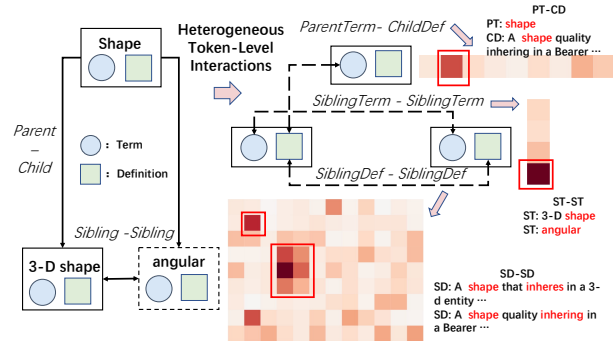 Shape
Heterogeneous
Token-Level
Interactions
ParentTerm- ChildDef
PT-CD
PT: shape
CD: A shape quality
inhering in a Bearer ···
SiblingTerm - SiblingTerm
Parent
–
Child
: Term
: Definition
SiblingDef - SiblingDef
ST-ST
ST: 3-D shape
ST: angular
Sibling -Sibling
3-D shape
angular
SD-SD
SD: A shape that inheres in a 3-
d entity ···
SD: A shape quality inhering in
a Bearer ···